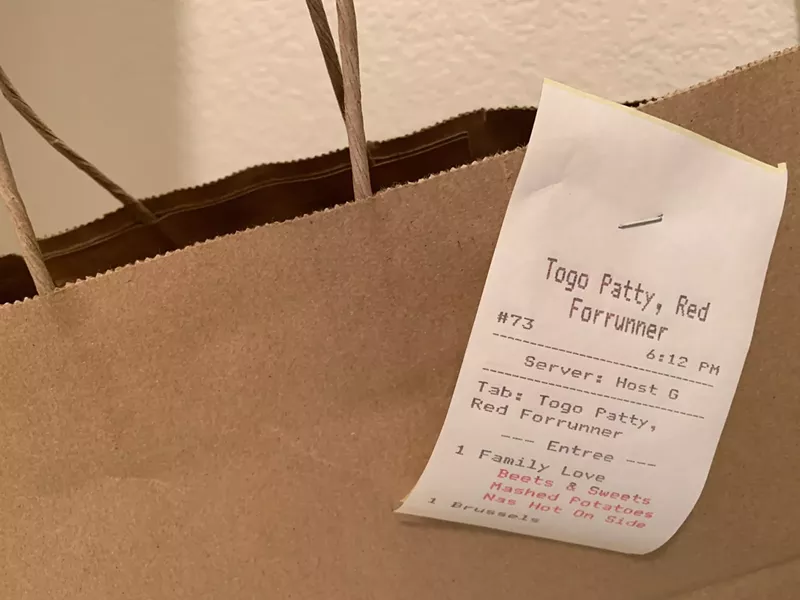 Togo Patty, Red
Forrunner
#73
6:12 PM
Server: Host G
Tab: Togo Patty,
Red Forrunner
--- Entree ---
1 Family Love
Beets & Sweets
Mashed Potatoes
Nas Hot On Side
1 Brussels